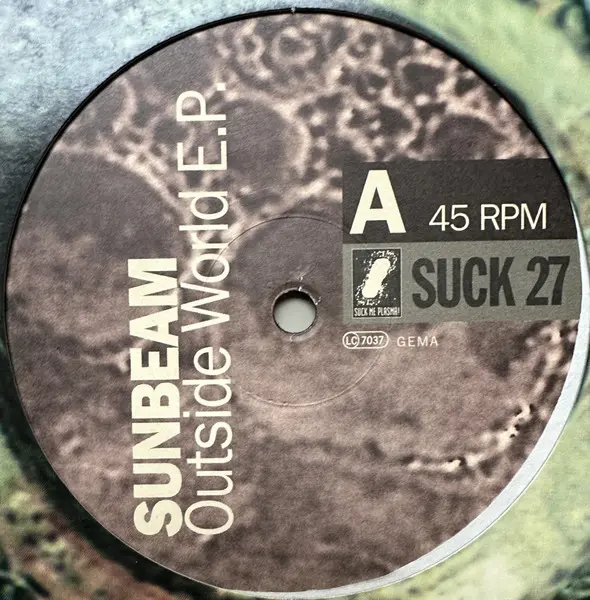 SUNBEAM
Outside World E.P.
A 45 RPM
SUCK 27
SUCK ME PLASMA!
LC 7037 GEMA